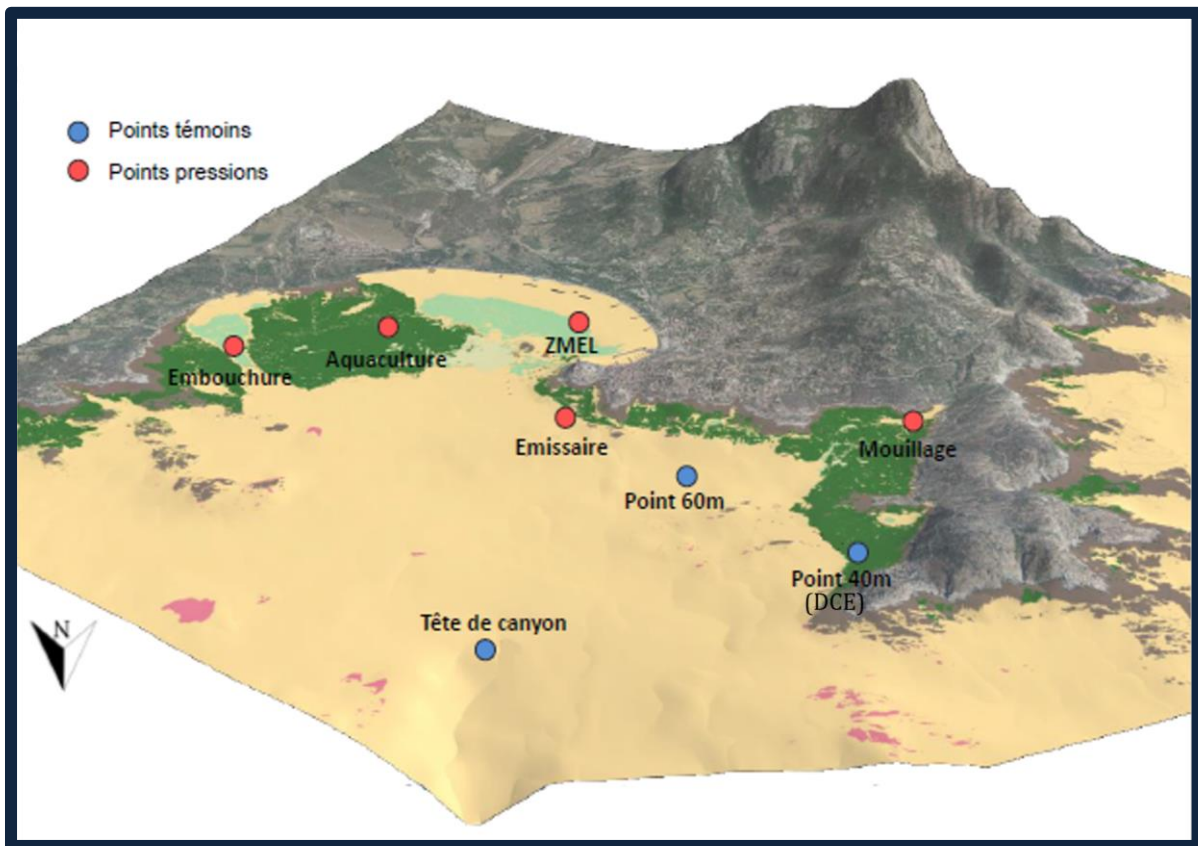 Points témoins
Points pressions
Embouchure
Aquaculture
ZMEL
Emissaire
Mouillage
Point 60m
Point 40m
(DCE)
Tête de canyon
N